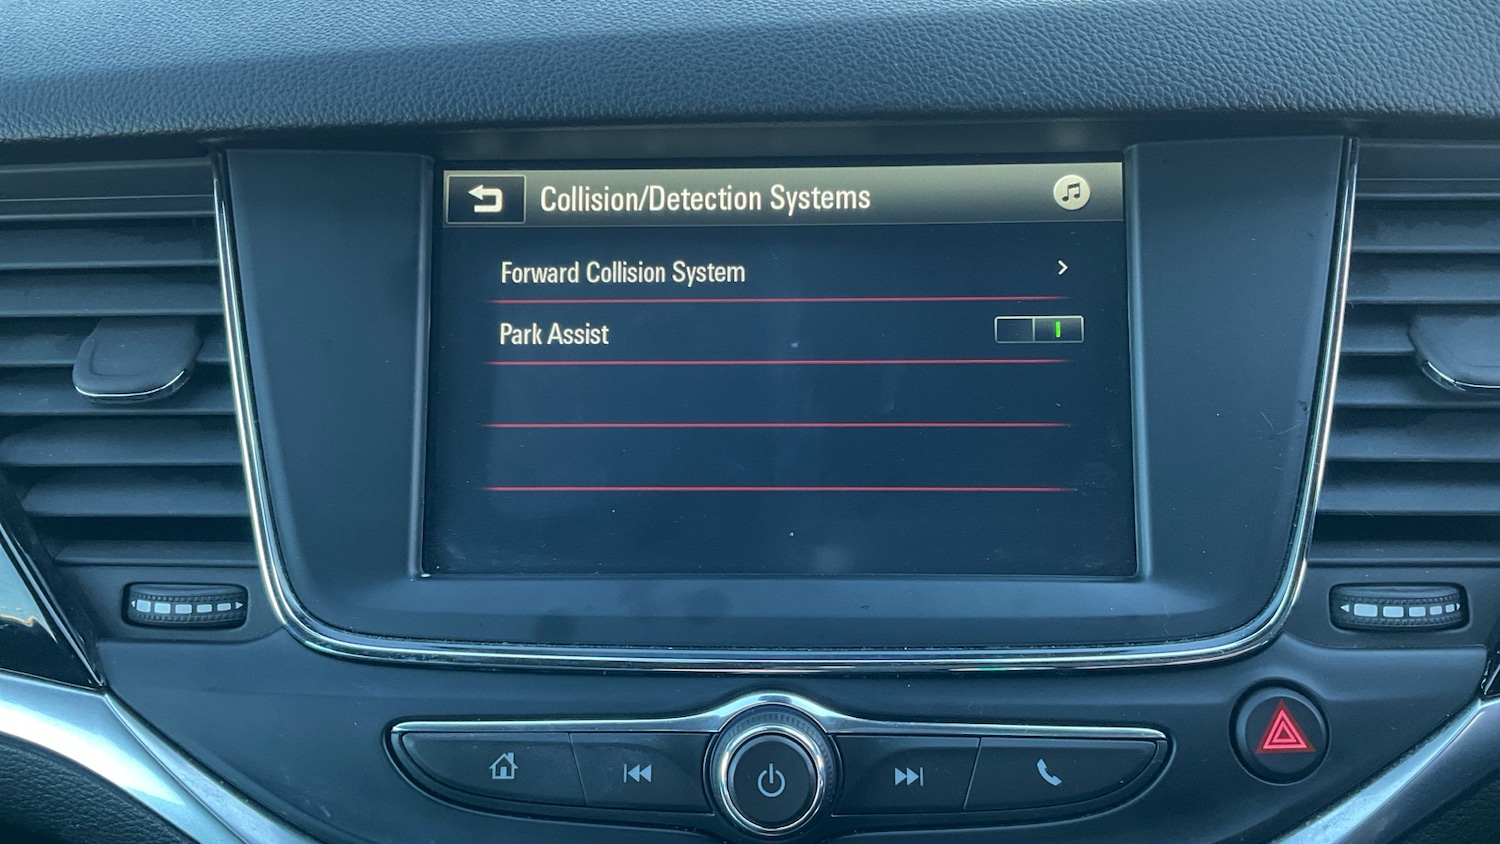 Collision/Detection Systems
Forward Collision System
Park Assist